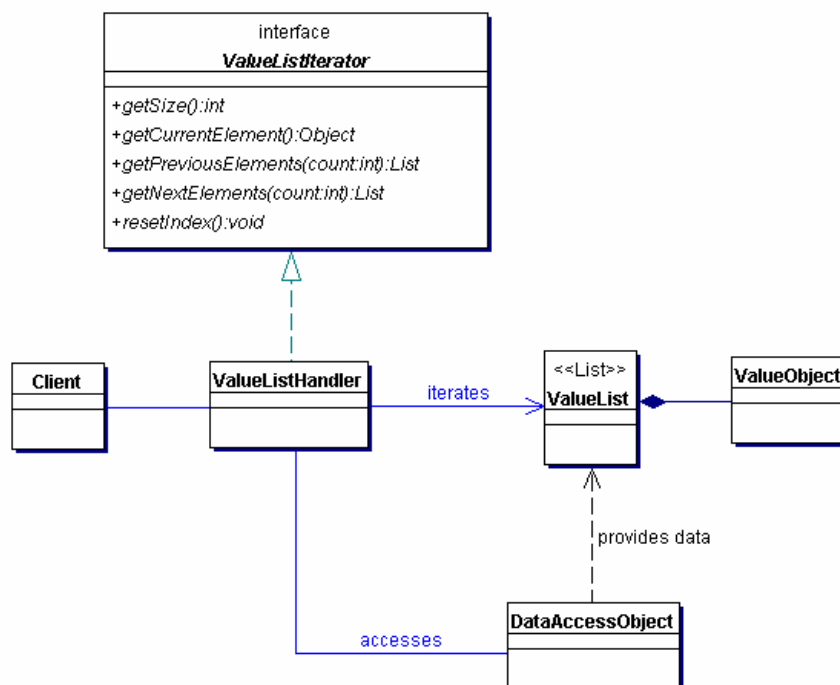 interface
ValueListIterator
+getSize():int
+getCurrentElement():Object
+getPreviousElements(count:int):List
+getNextElements(count:int):List
+resetIndex():void
Client
ValueListHandler
iterates
<<List>>
ValueList
ValueObject
provides data
DataAccessObject
accesses